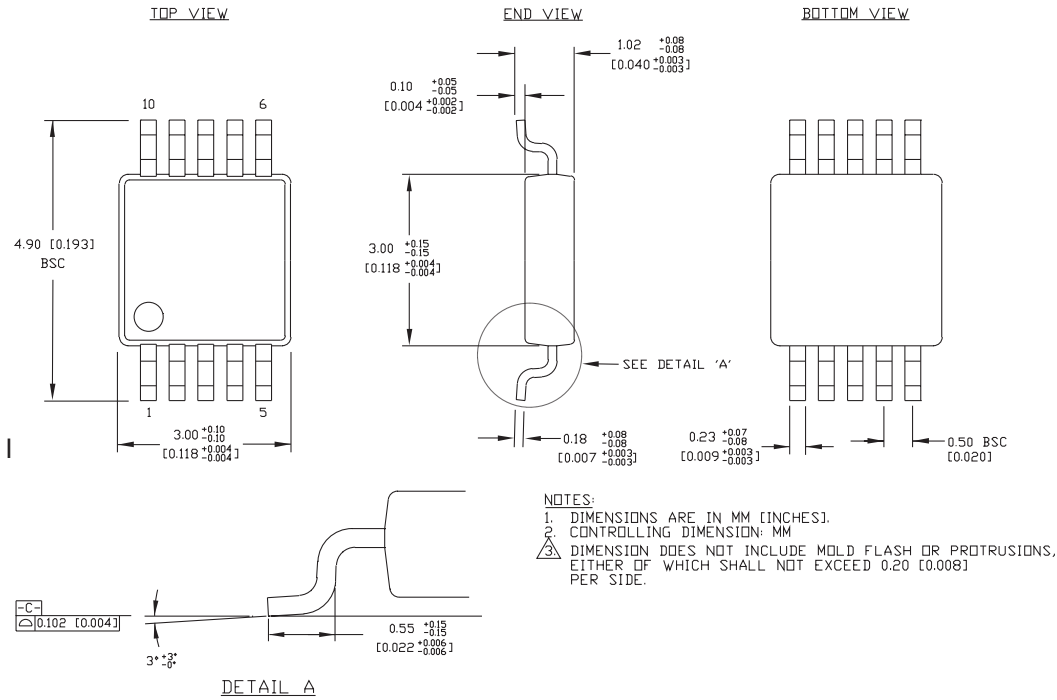 TOP VIEW
END VIEW
BOTTOM VIEW
1.02 +0.08 -0.08
[0.040 +0.003 -0.003]
0.10 +0.05 -0.05
[0.004 +0.002 -0.002]
10
6
4.90 [0.193]
BSC
3.00 +0.15 -0.15
[0.118 +0.004 -0.004]
SEE DETAIL 'A'
1
5
3.00 +0.10 -0.10
[0.118 +0.004 -0.004]
0.18 +0.08 -0.08
[0.007 +0.003 -0.003]
0.23 +0.07 -0.08
[0.009 +0.003 -0.003]
0.50 BSC
[0.020]
NOTES:
1. DIMENSIONS ARE IN MM [INCHES].
2. CONTROLLING DIMENSION: MM
3. DIMENSION DOES NOT INCLUDE MOLD FLASH OR PROTRUSIONS,
EITHER OF WHICH SHALL NOT EXCEED 0.20 [0.008]
PER SIDE.
-C-
0.102 [0.004]
3° +3° -0°
0.55 +0.15 -0.15
[0.022 +0.006 -0.006]
DETAIL A